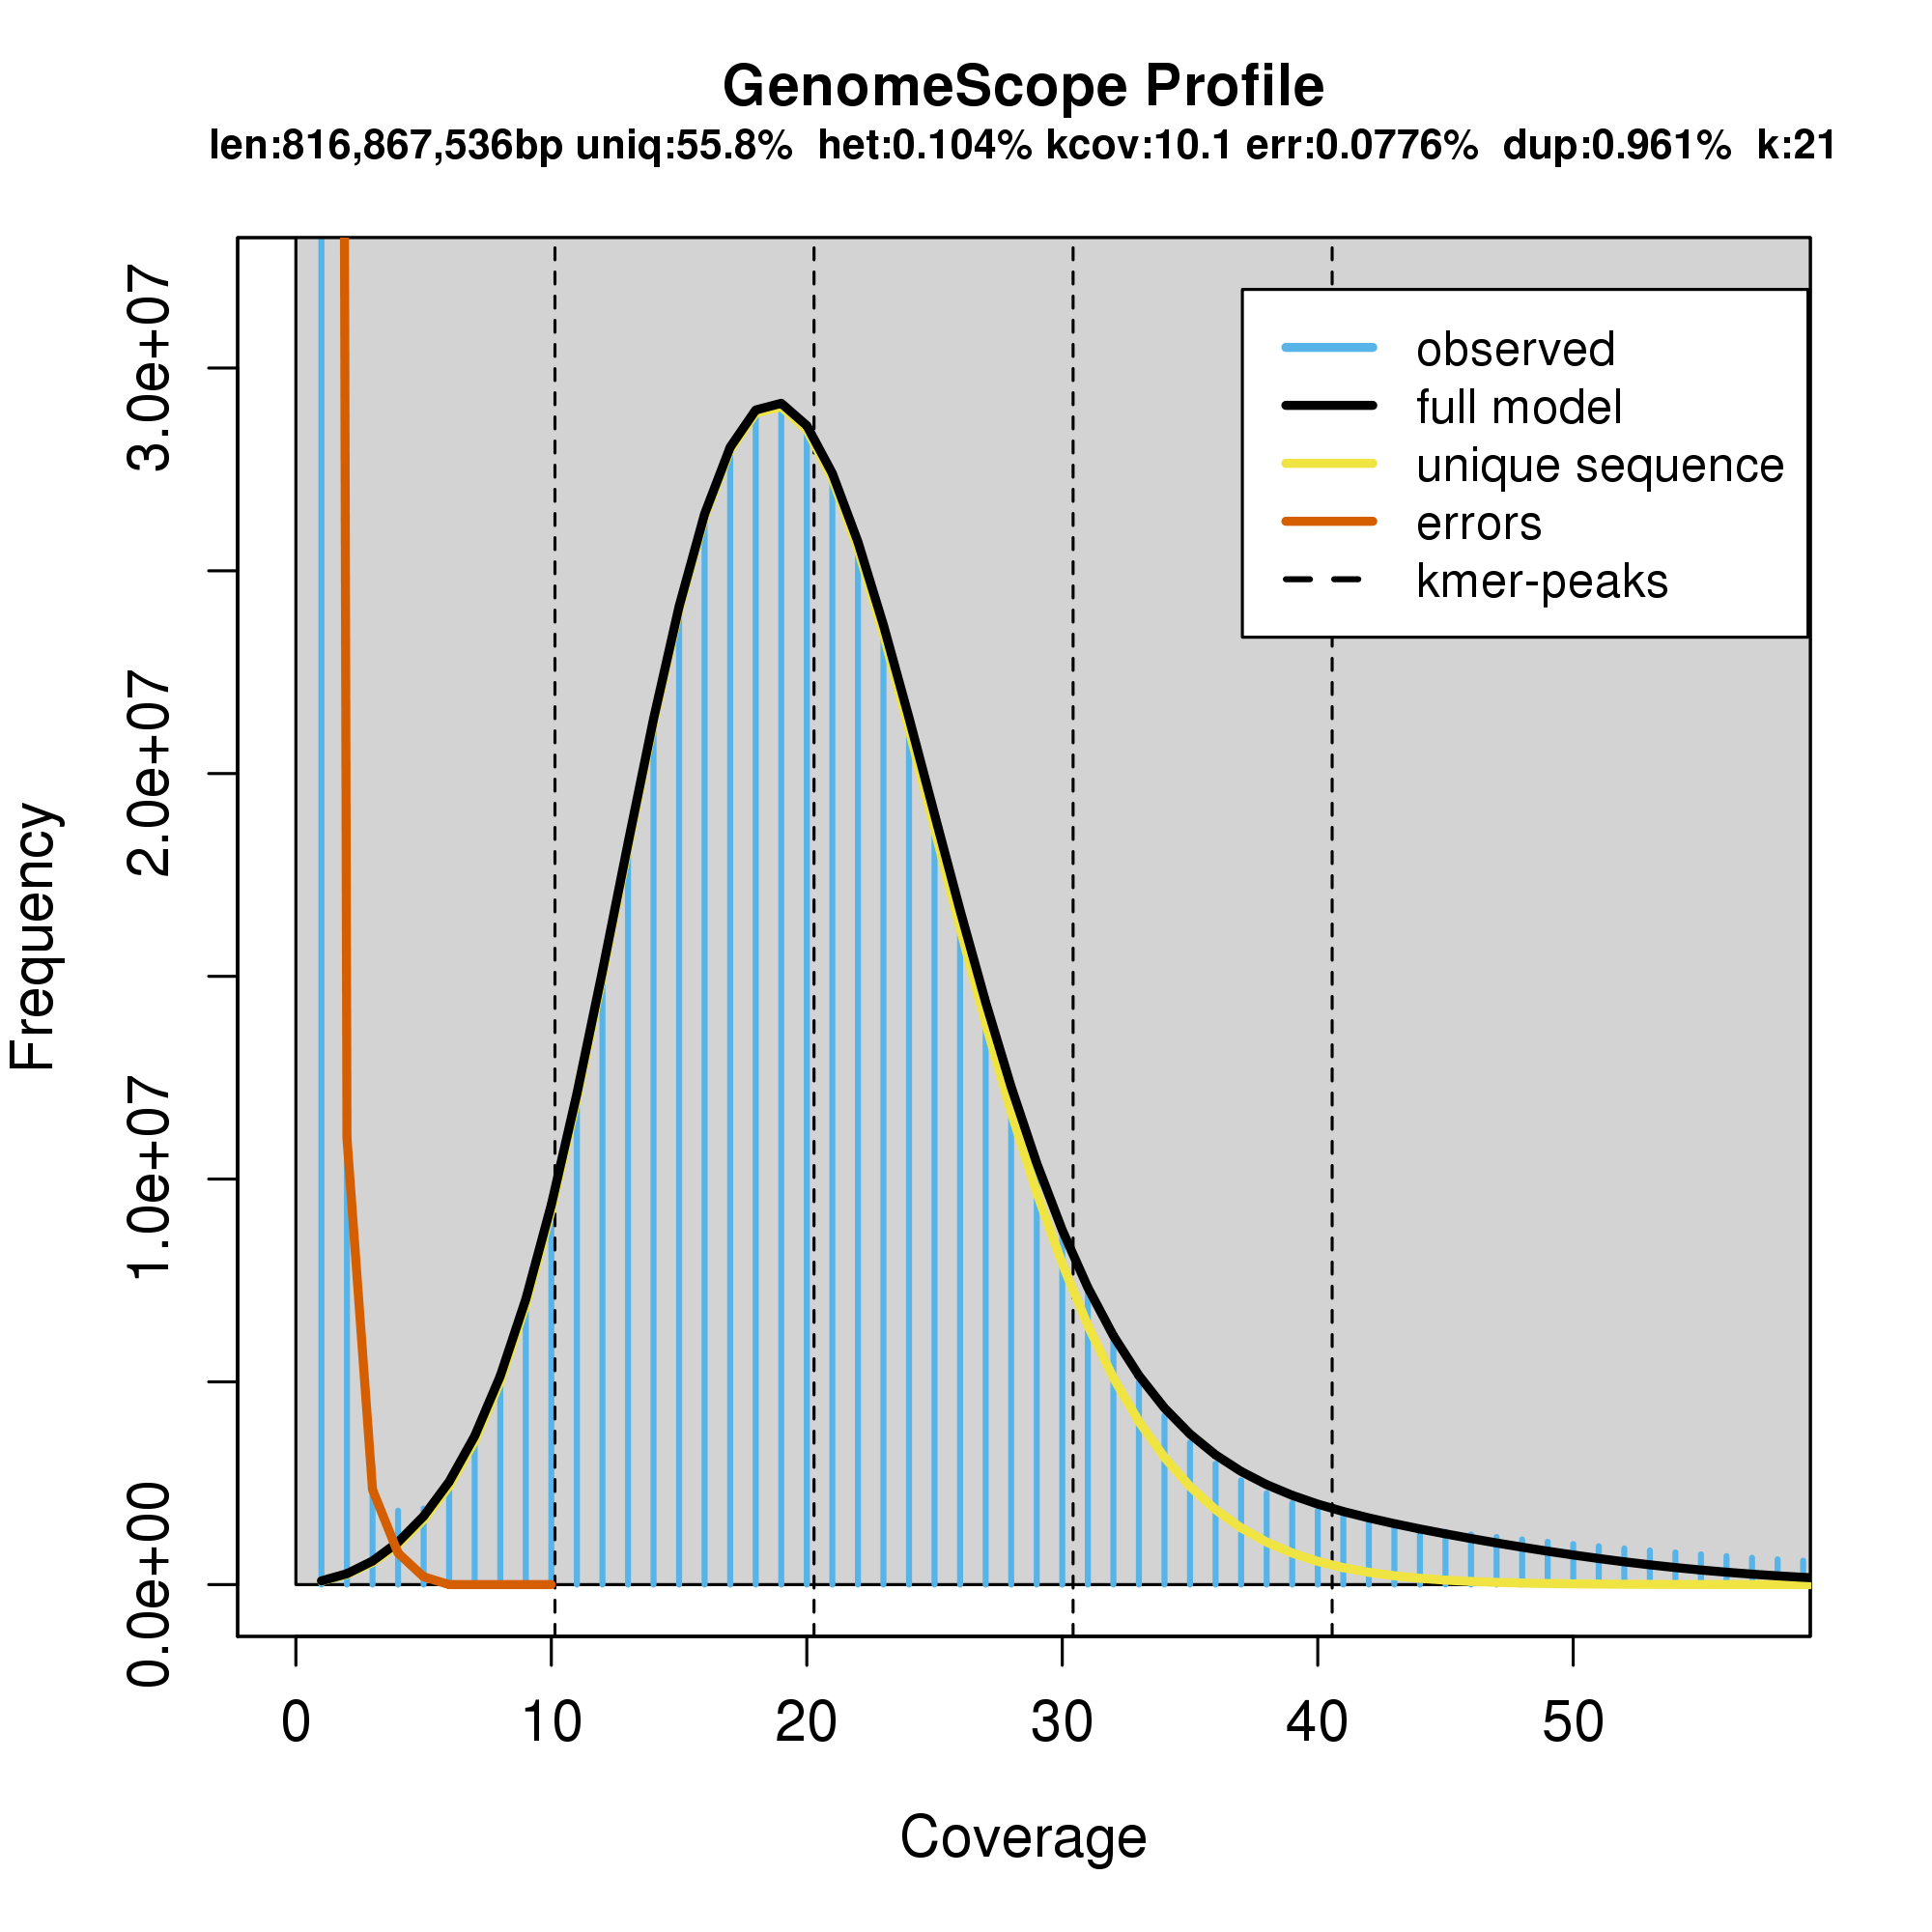 GenomeScope Profile
len:816,867,536bp uniq:55.8% het:0.104% kcov:10.1 err:0.0776% dup:0.961% k:21
observed
full model
unique sequence
errors
kmer-peaks
Frequency
3.0e+07
2.0e+07
1.0e+07
0.0e+00
0 10 20 30 40 50
Coverage